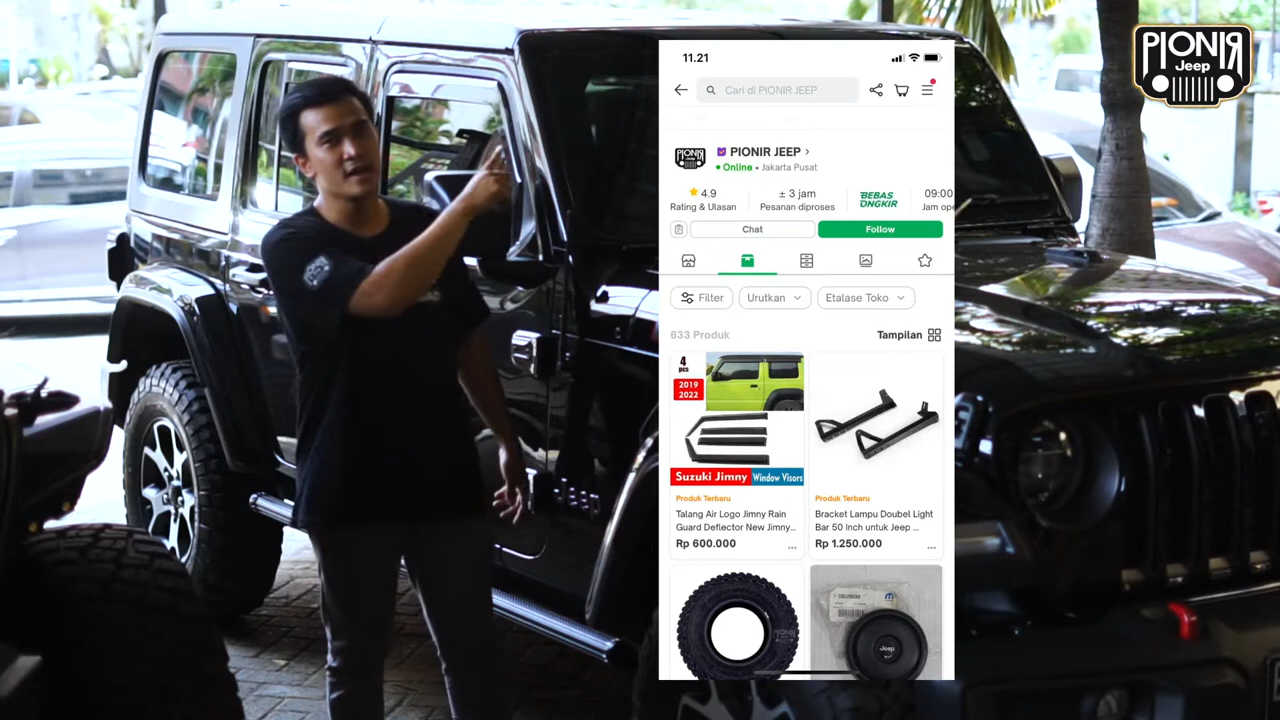 PIONIR
Jeep
11.21
Cari di PIONIR JEEP
PIONIR JEEP
Online • Jakarta Pusat
4.9
Rating & Ulasan
± 3 jam
Pesanan diproses
BEBAS
ONGKIR
09:00
Jam ope
Chat
Follow
Filter
Urutkan
Etalase Toko
633 Produk
Tampilan
4
pcs
2019
2022
Suzuki Jimny Window Visors
Produk Terbaru
Talang Air Logo Jimny Rain
Guard Deflector New Jimny...
Rp 600.000
Produk Terbaru
Bracket Lampu Doubel Light
Bar 50 Inch untuk Jeep ...
Rp 1.250.000
PIONIR
Jeep
Jeep